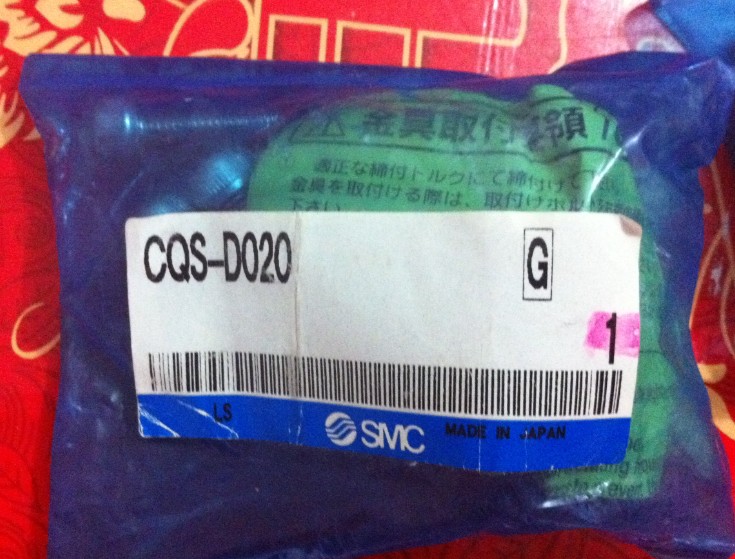 金具取付
適正な締付トルクにて締付け
金具を取付ける際は、取付けボル
下さい
CQS-D020
G
1
LS
SMC MADE IN JAPAN